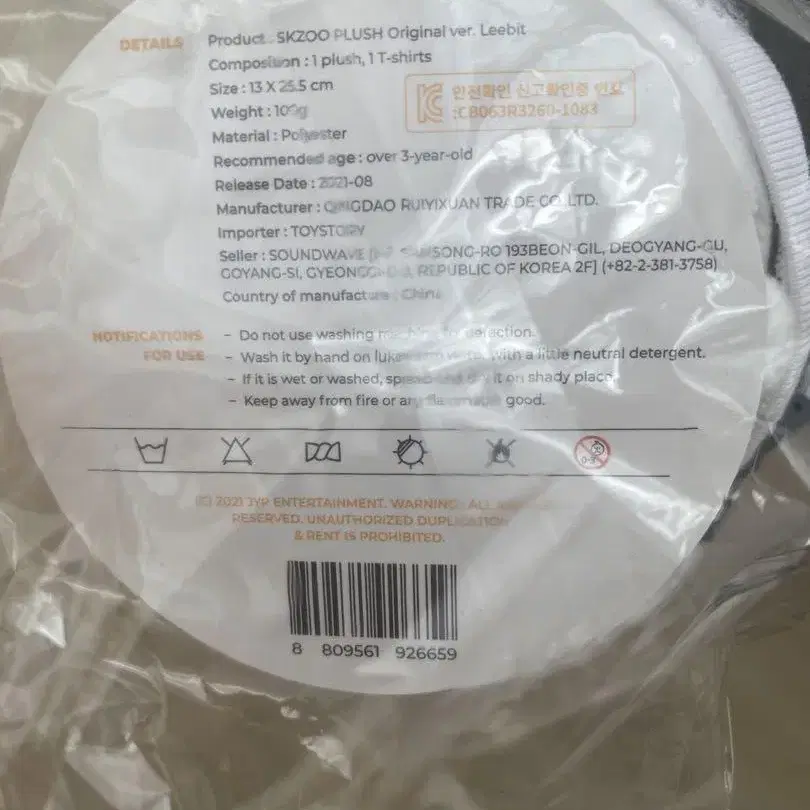 DETAILS
Product : SKZOO PLUSH Original ver. Leebit
Composition : 1 plush, 1 T-shirts
Size : 13 X 25.5 cm
Weight : 100g
Material : Polyester
Recommended age : over 3-year-old
Release Date : 2021-08
Manufacturer : QINGDAO RUIYIXUAN TRADE CO., LTD.
Importer : TOYSTORY
Seller : SOUNDWAVE 193BEON-GIL, DEOGYANG-GU,
GOYANG-SI, GYEONGGI-DO, REPUBLIC OF KOREA 2F] (+82-2-381-3758)
Country of manufacture : China
안전확인 신고확인증 번호
:CB063R3260-1083
NOTIFICATIONS
FOR USE
- Do not use washing
- Wash it by hand on with a little neutral detergent.
- If it is wet or washed, spread and dry it on shady place.
- Keep away from fire or any good.
0-3
(C) 2021 JYP ENTERTAINMENT. WARNING : ALL
RESERVED. UNAUTHORIZED DUPLICATION
& RENT IS PROHIBITED.
8 809561 926659